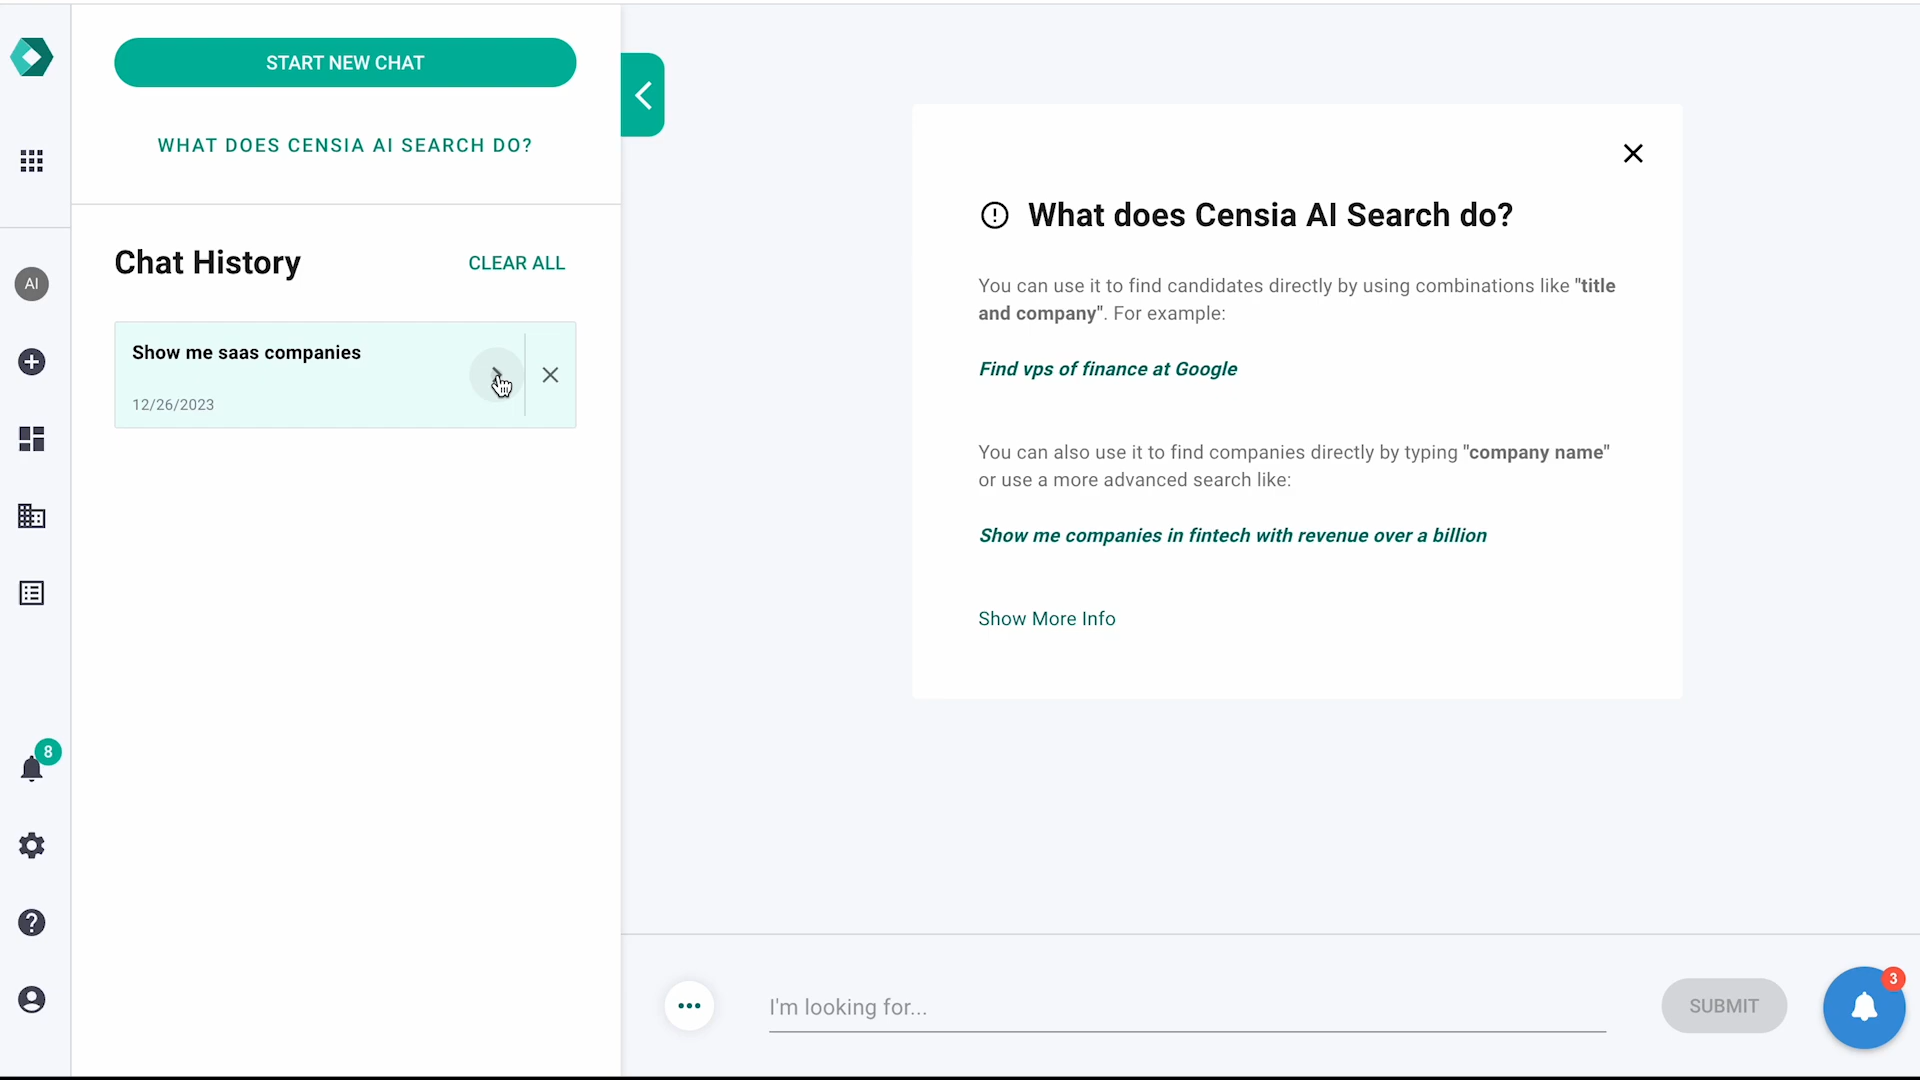 START NEW CHAT
WHAT DOES CENSIA AI SEARCH DO?
Chat History
CLEAR ALL
AI
Show me saas companies
12/26/2023
8
What does Censia AI Search do?
You can use it to find candidates directly by using combinations like "title
and company". For example:
Find vps of finance at Google
You can also use it to find companies directly by typing "company name"
or use a more advanced search like:
Show me companies in fintech with revenue over a billion
Show More Info
I'm looking for...
SUBMIT
3